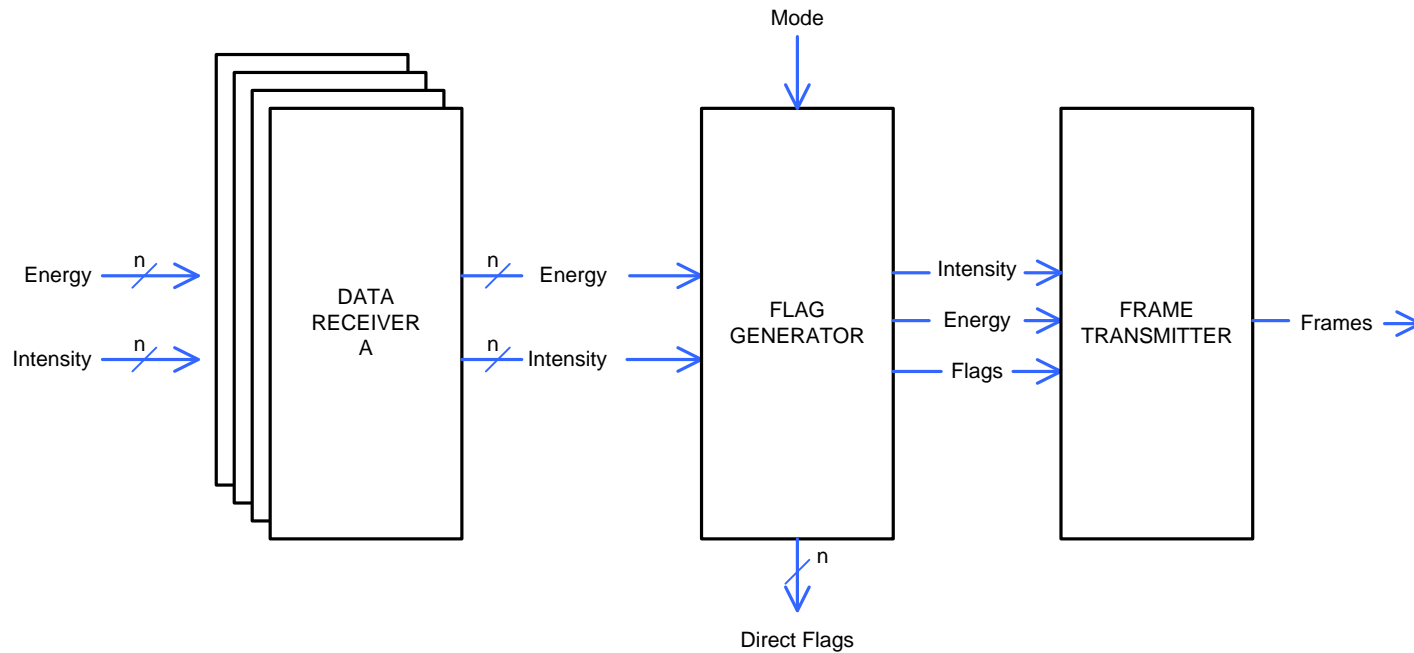 Mode
n
Energy
n
Intensity
DATA
RECEIVER
A
n
Energy
n
Intensity
FLAG
GENERATOR
n
Direct Flags
Intensity
Energy
Flags
FRAME
TRANSMITTER
Frames